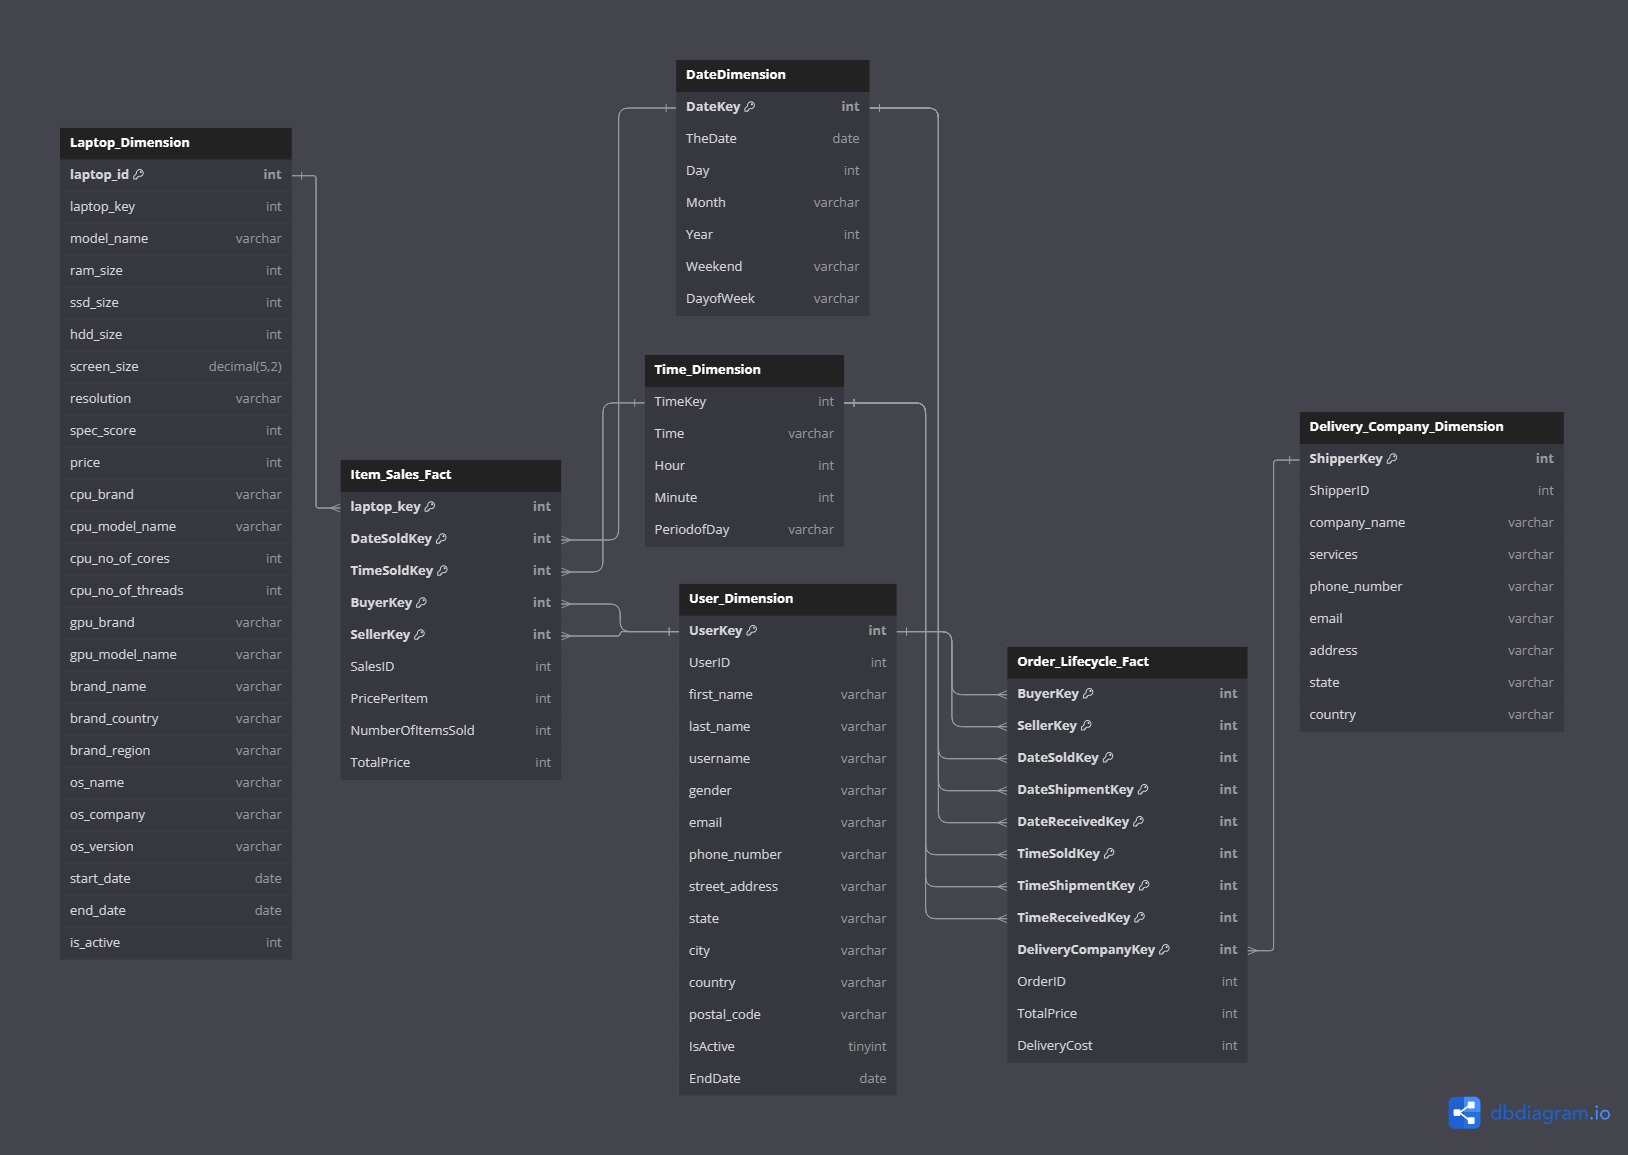 DateDimension
DateKey int
TheDate date
Day int
Month varchar
Year int
Weekend varchar
DayofWeek varchar
Laptop_Dimension
laptop_id int
laptop_key int
model_name varchar
ram_size int
ssd_size int
hdd_size int
screen_size decimal(5,2)
resolution varchar
spec_score int
price int
cpu_brand varchar
cpu_model_name varchar
cpu_no_of_cores int
cpu_no_of_threads int
gpu_brand varchar
gpu_model_name varchar
brand_name varchar
brand_country varchar
brand_region varchar
os_name varchar
os_company varchar
os_version varchar
start_date date
end_date date
is_active int
Time_Dimension
TimeKey int
Time varchar
Hour int
Minute int
PeriodofDay varchar
Delivery_Company_Dimension
ShipperKey int
ShipperID int
company_name varchar
services varchar
phone_number varchar
email varchar
address varchar
state varchar
country varchar
Item_Sales_Fact
laptop_key int
DateSoldKey int
TimeSoldKey int
BuyerKey int
SellerKey int
SalesID int
PricePerItem int
NumberOfItemsSold int
TotalPrice int
User_Dimension
UserKey int
UserID int
first_name varchar
last_name varchar
username varchar
gender varchar
email varchar
phone_number varchar
street_address varchar
state varchar
city varchar
country varchar
postal_code varchar
IsActive tinyint
EndDate date
Order_Lifecycle_Fact
BuyerKey int
SellerKey int
DateSoldKey int
DateShipmentKey int
DateReceivedKey int
TimeSoldKey int
TimeShipmentKey int
TimeReceivedKey int
DeliveryCompanyKey int
OrderID int
TotalPrice int
DeliveryCost int
dbdiagram.io